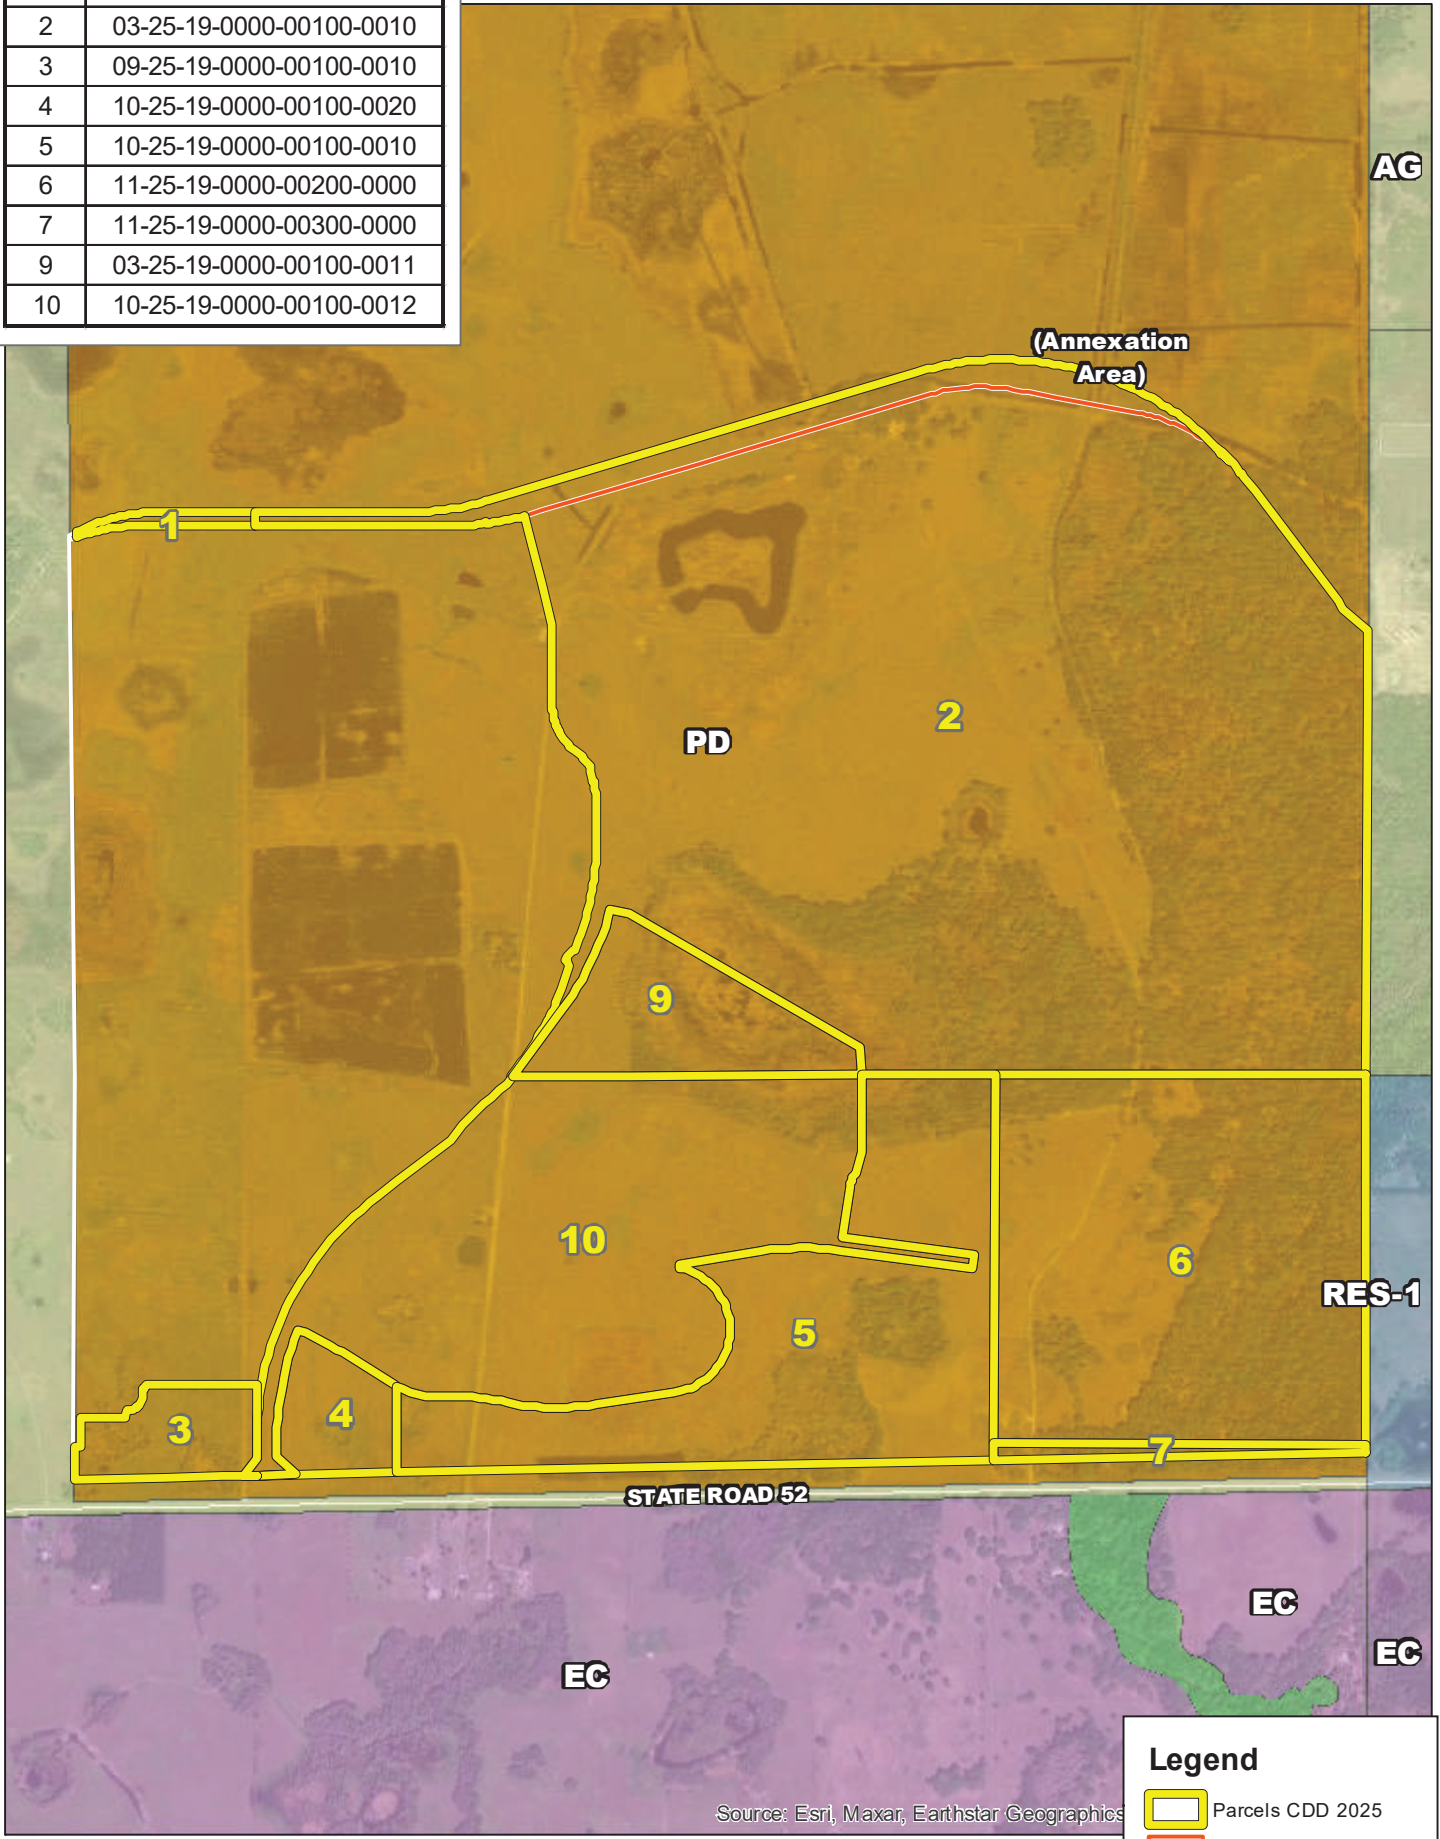 2 03-25-19-0000-00100-0010
3 09-25-19-0000-00100-0010
4 10-25-19-0000-00100-0020
5 10-25-19-0000-00100-0010
6 11-25-19-0000-00200-0000
7 11-25-19-0000-00300-0000
9 03-25-19-0000-00100-0011
10 10-25-19-0000-00100-0012
AG
(Annexation
Area)
1
2
PD
9
10
6
RES-1
5
4
3
7
STATE ROAD 52
EC
EC
EC
Legend
Parcels CDD 2025
Source: Esri, Maxar, Earthstar Geographics